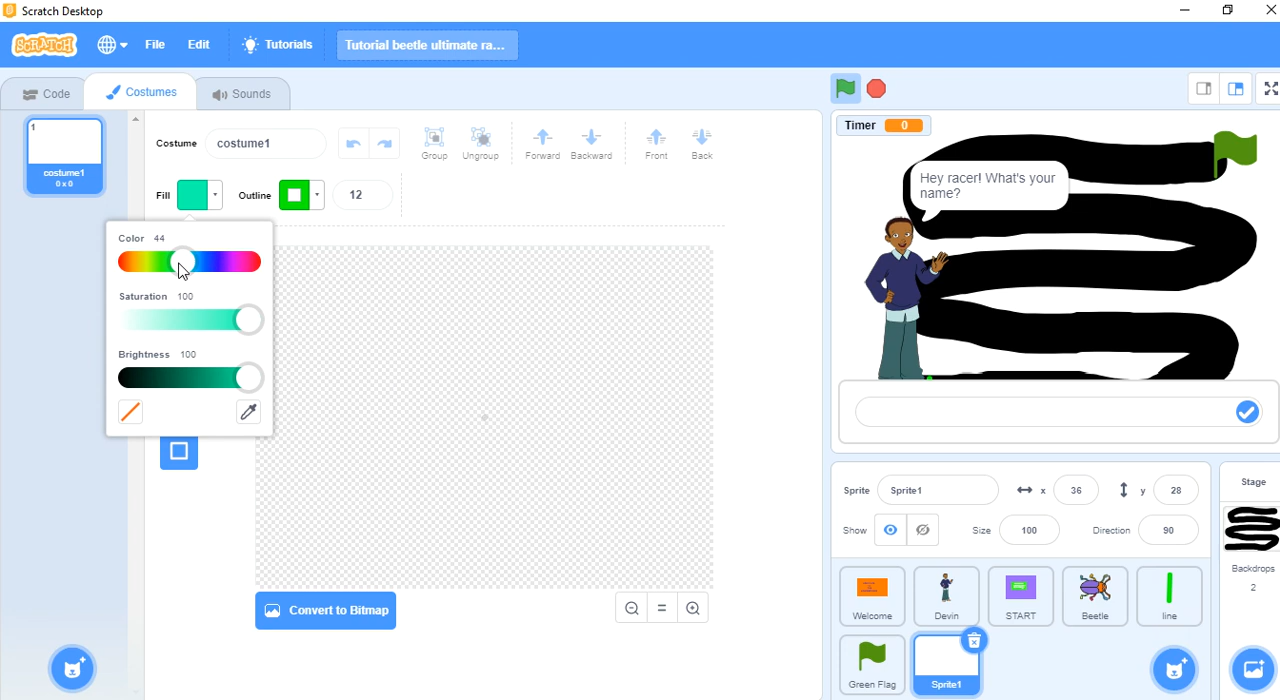 Scratch Desktop
SCRATCH File Edit Tutorials Tutorial beetle ultimate ra...
Code Costumes Sounds
1
costume1
0 x 0
Costume costume1 Group Ungroup Forward Backward Front Back
Fill Outline 12
Color 44
Saturation 100
Brightness 100
Convert to Bitmap
Timer 0
Hey racer! What's your
name?
Sprite Sprite1 x 36 y 28
Show Size 100 Direction 90
Welcome Devin START Beetle line
Green Flag Sprite1
Stage
Backdrops
2